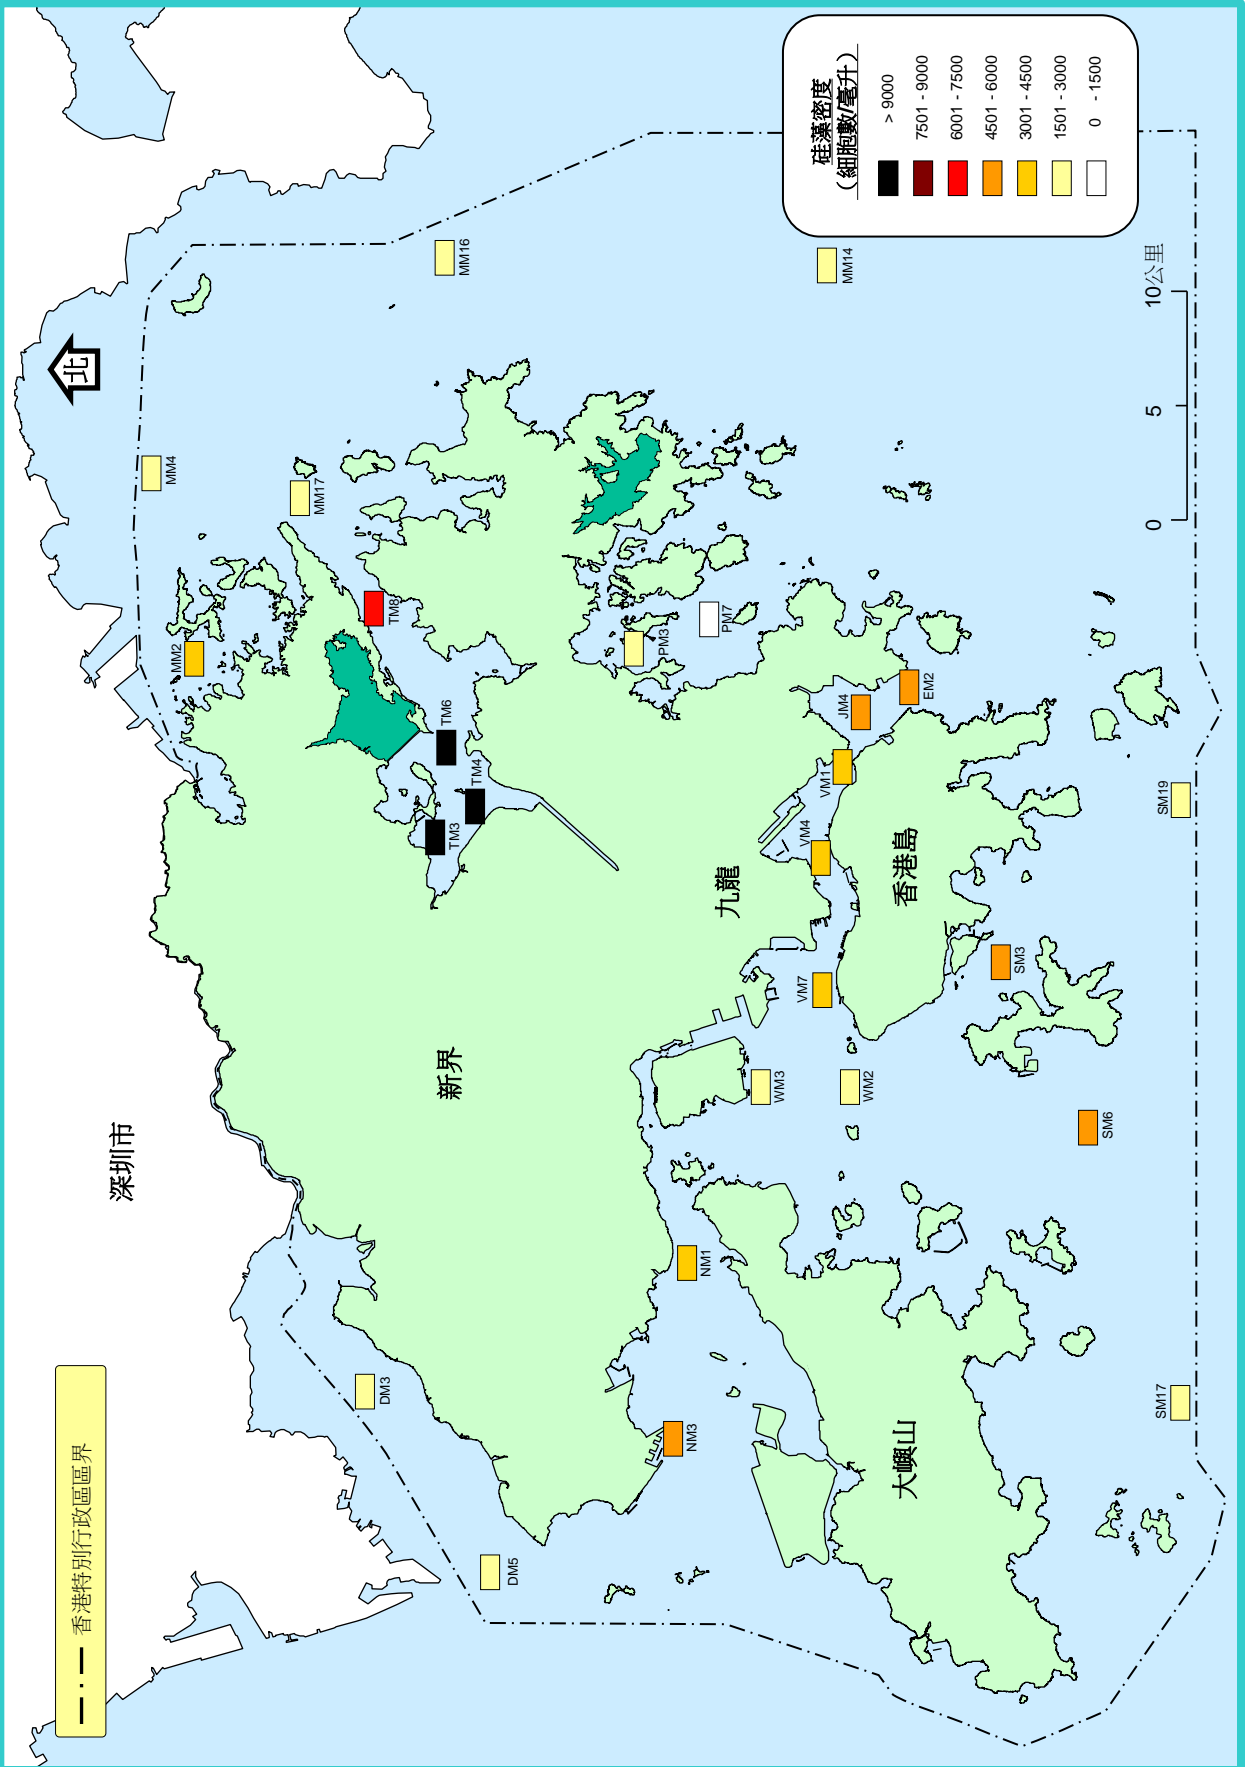 香港特別行政區區界
深圳市
北
新界
九龍
香港島
大嶼山
DM3
DM5
NM3
NM1
WM3
WM2
VM7
VM4
VM11
JM4
EM2
SM3
SM6
SM17
SM19
TM3
TM4
TM6
TM8
MM2
MM4
MM17
MM16
MM14
PM3
PM7
0 5 10公里
硅藻密度
(細胞數/毫升)
> 9000
7501 - 9000
6001 - 7500
4501 - 6000
3001 - 4500
1501 - 3000
0 - 1500